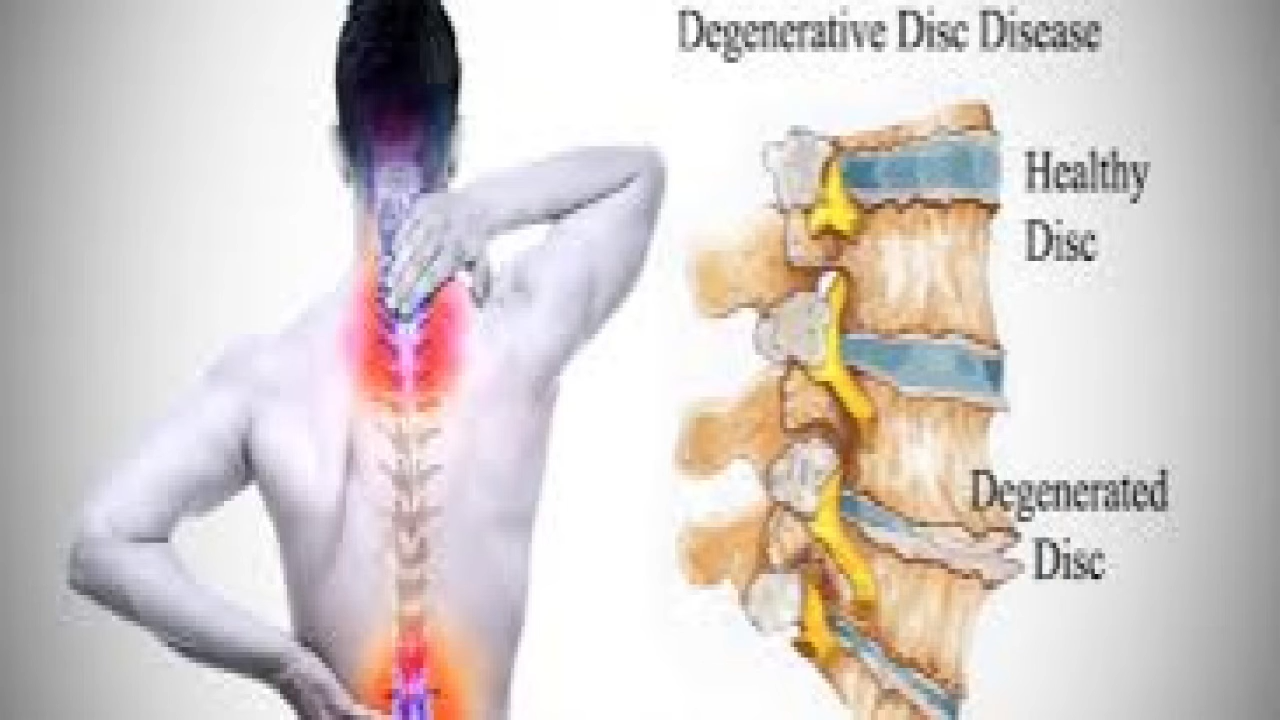 Degenerative Disc Disease
Healthy
Disc
Degenerated
Disc